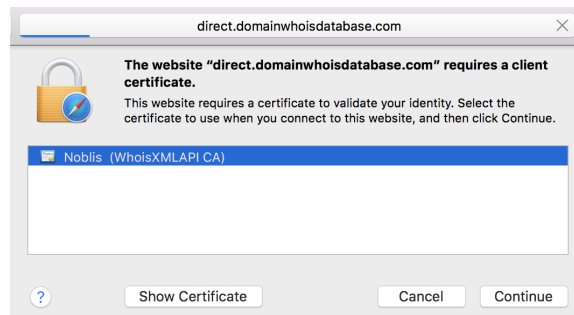 direct.domainwhoisdatabase.com
The website “direct.domainwhoisdatabase.com” requires a client
certificate.
This website requires a certificate to validate your identity. Select the
certificate to use when you connect to this website, and then click Continue.
Noblis (WhoisXMLAPI CA)
?
Show Certificate
Cancel
Continue